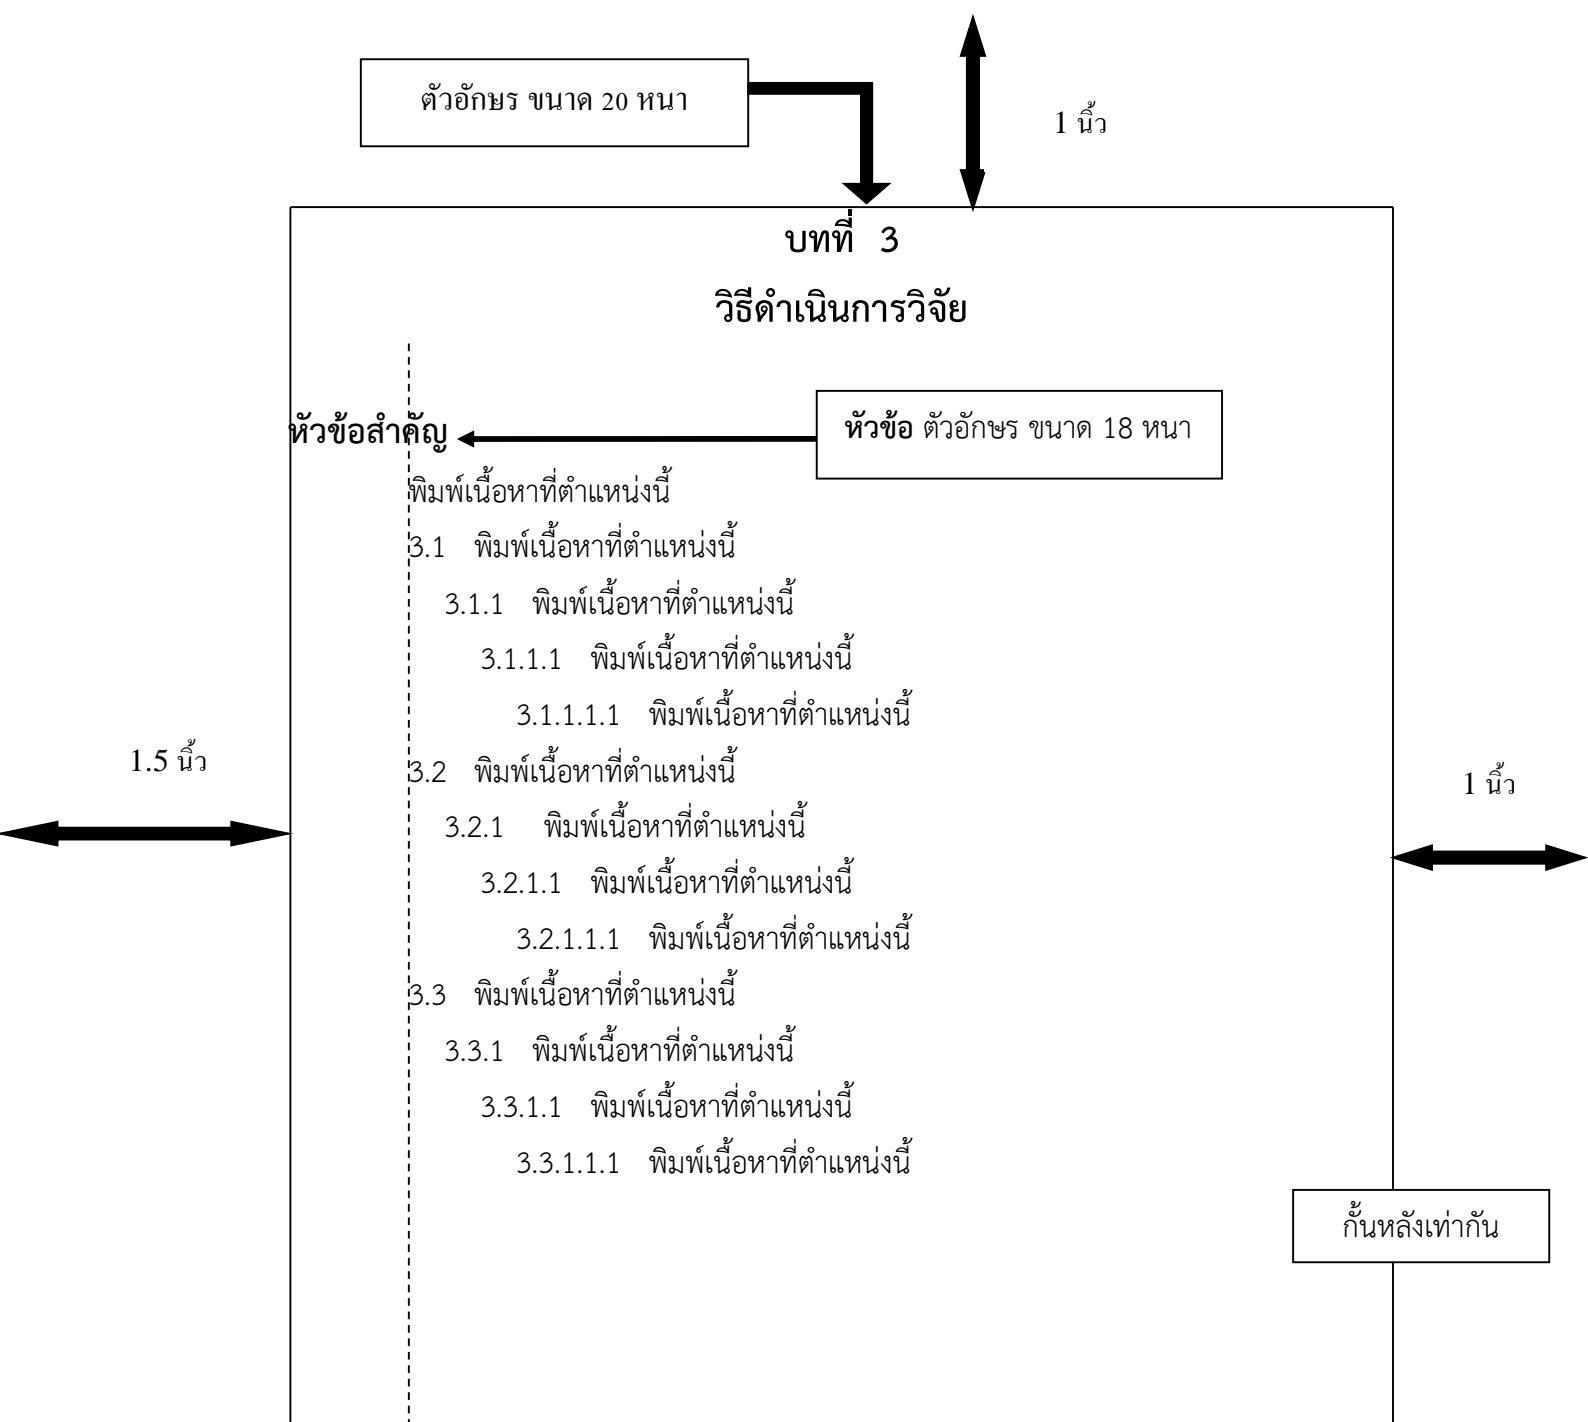 ตัวอักษร ขนาด 20 หนา
1 นิ้ว
บทที่ 3
วิธีดำเนินการวิจัย
หัวข้อสำคัญ
หัวข้อ ตัวอักษร ขนาด 18 หนา
พิมพ์เนื้อหาที่ตำแหน่งนี้
3.1 พิมพ์เนื้อหาที่ตำแหน่งนี้
3.1.1 พิมพ์เนื้อหาที่ตำแหน่งนี้
3.1.1.1 พิมพ์เนื้อหาที่ตำแหน่งนี้
3.1.1.1.1 พิมพ์เนื้อหาที่ตำแหน่งนี้
1.5 นิ้ว
3.2 พิมพ์เนื้อหาที่ตำแหน่งนี้
1 นิ้ว
3.2.1 พิมพ์เนื้อหาที่ตำแหน่งนี้
3.2.1.1 พิมพ์เนื้อหาที่ตำแหน่งนี้
3.2.1.1.1 พิมพ์เนื้อหาที่ตำแหน่งนี้
3.3 พิมพ์เนื้อหาที่ตำแหน่งนี้
3.3.1 พิมพ์เนื้อหาที่ตำแหน่งนี้
3.3.1.1 พิมพ์เนื้อหาที่ตำแหน่งนี้
3.3.1.1.1 พิมพ์เนื้อหาที่ตำแหน่งนี้
กั้นหลังเท่ากัน